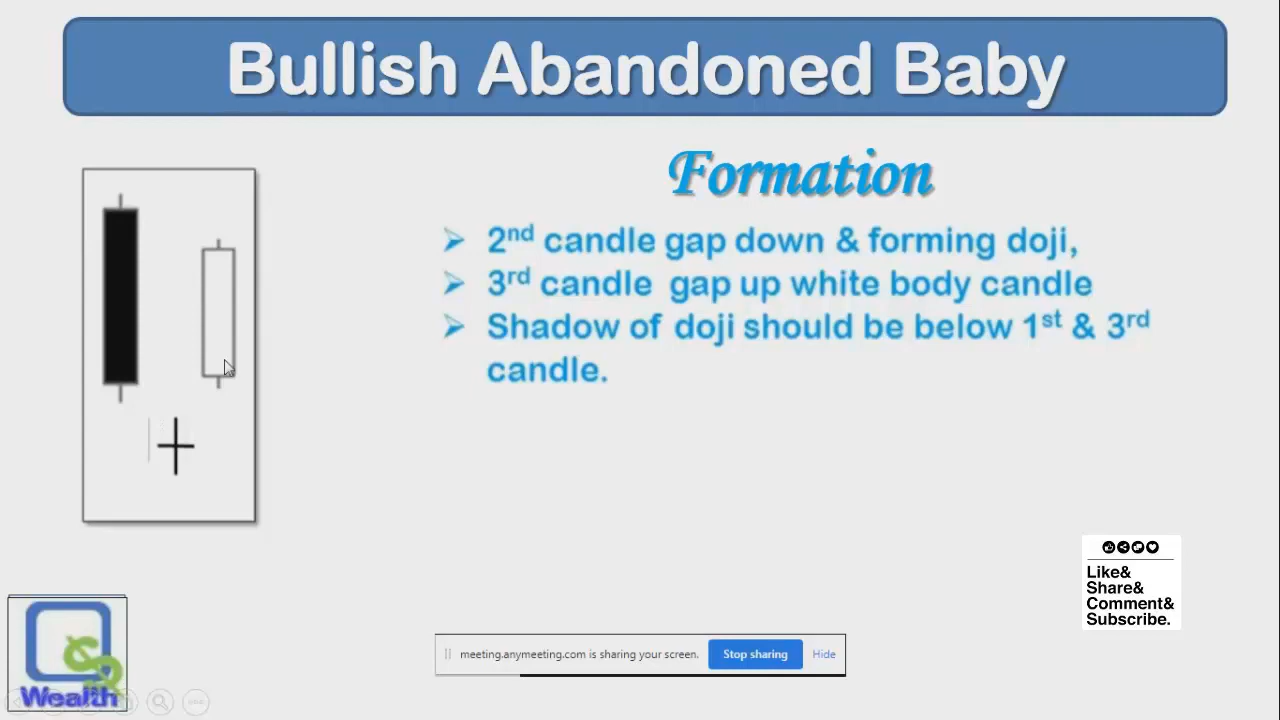 Bullish Abandoned Baby
Formation
➢ 2nd candle gap down & forming doji,
➢ 3rd candle gap up white body candle
➢ Shadow of doji should be below 1st & 3rd
candle.
Like&
Share&
Comment&
Subscribe.
meeting.anymeeting.com is sharing your screen. Stop sharing Hide
Wealth